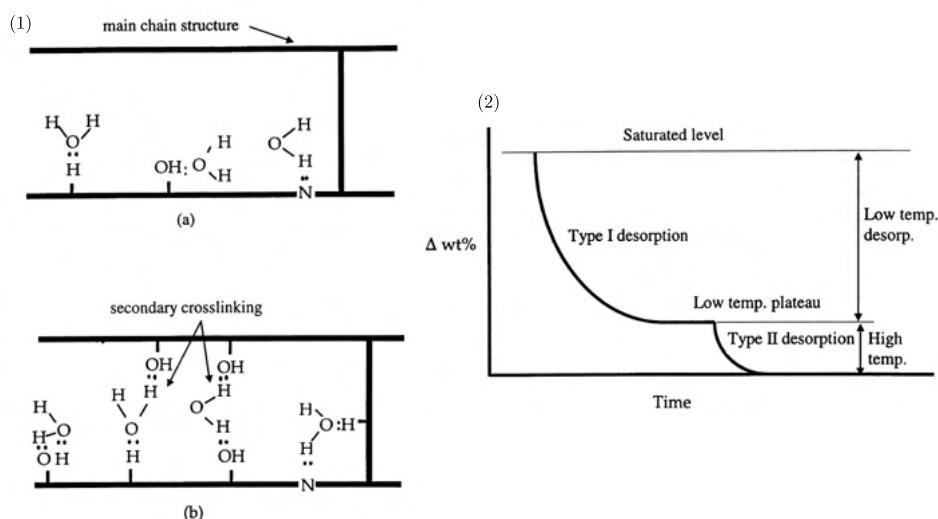 (1)
main chain structure
H H
O
H
OH: O
H
H
H
O
H
N
(a)
secondary crosslinking
OH
OH
H
H
O
H
O H
H H
O
H
H
O
H
OH
H
O:H
H
N
(b)
(2)
Saturated level
Type I desorption
Low temp.
desorp.
Δ wt%
Low temp. plateau
Type II desorption
High
temp.
Time